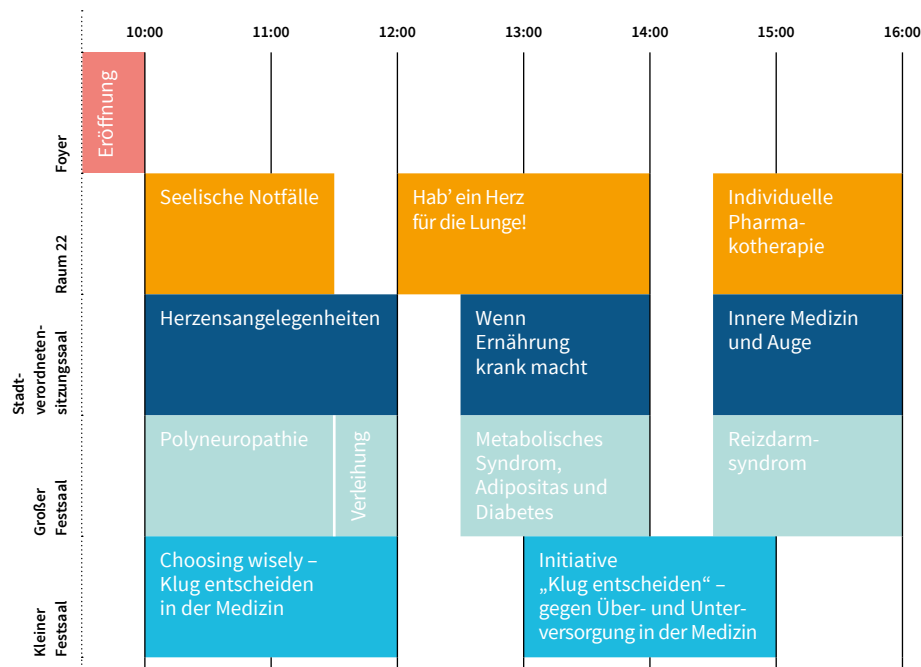 10:00
11:00
12:00
13:00
14:00
15:00
16:00
Foyer
Eröffnung
Raum 22
Seelische Notfälle
Hab’ ein Herz
für die Lunge!
Individuelle
Pharma-
kotherapie
Stadt-
verordneten-
sitzungssaal
Herzensangelegenheiten
Wenn
Ernährung
krank macht
Innere Medizin
und Auge
Großer
Festsaal
Polyneuropathie
Verleihung
Metabolisches
Syndrom,
Adipositas und
Diabetes
Reizdarm-
syndrom
Kleiner
Festsaal
Choosing wisely –
Klug entscheiden
in der Medizin
Initiative
„Klug entscheiden“ –
gegen Über- und Unter-
versorgung in der Medizin